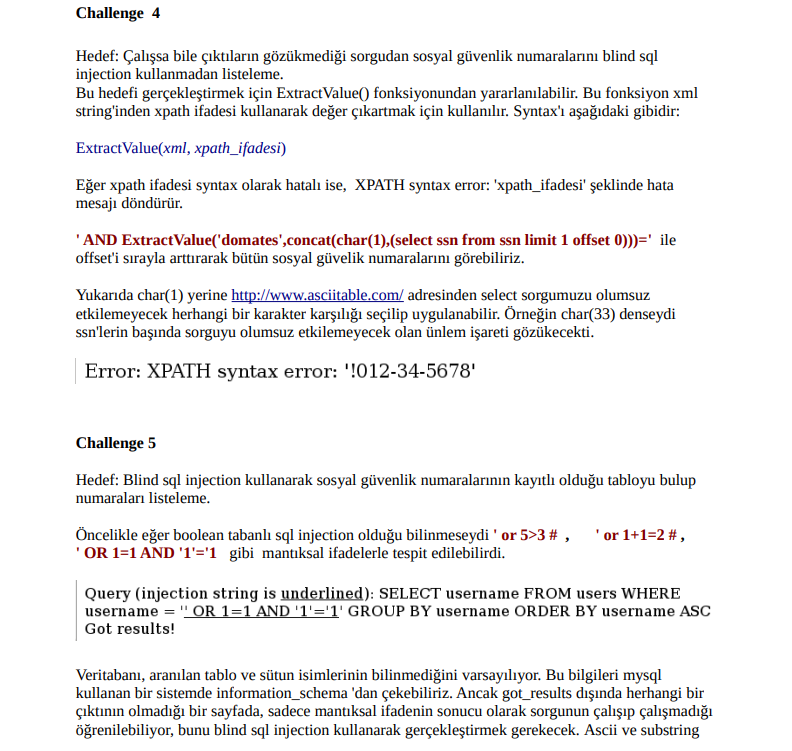 Challenge  4
Hedef: Çalışsa bile çıktıların gözükmediği sorgudan sosyal güvenlik numaralarını blind sql
injection kullanmadan listeleme.
Bu hedefi gerçekleştirmek için ExtractValue() fonksiyonundan yararlanılabilir. Bu fonksiyon xml
string'inden xpath ifadesi kullanarak değer çıkartmak için kullanılır. Syntax'ı aşağıdaki gibidir:
ExtractValue(xml, xpath_ifadesi)
Eğer xpath ifadesi syntax olarak hatalı ise,  XPATH syntax error: 'xpath_ifadesi' şeklinde hata
mesajı döndürür.
' AND ExtractValue('domates',concat(char(1),(select ssn from ssn limit 1 offset 0)))='  ile
offset'i sırayla arttırarak bütün sosyal güvelik numaralarını görebiliriz.
Yukarıda char(1) yerine http://www.asciitable.com/ adresinden select sorgumuzu olumsuz
etkilemeyecek herhangi bir karakter karşılığı seçilip uygulanabilir. Örneğin char(33) denseydi
ssn'lerin başında sorguyu olumsuz etkilemeyecek olan ünlem işareti gözükecekti.
Error: XPATH syntax error: '!012-34-5678'
Challenge 5
Hedef: Blind sql injection kullanarak sosyal güvenlik numaralarının kayıtlı olduğu tabloyu bulup
numaraları listeleme.
Öncelikle eğer boolean tabanlı sql injection olduğu bilinmeseydi ' or 5>3 #  ,      ' or 1+1=2 # ,
' OR 1=1 AND '1'='1   gibi  mantıksal ifadelerle tespit edilebilirdi.
Query (injection string is underlined): SELECT username FROM users WHERE
username = '' OR 1=1 AND '1'='1' GROUP BY username ORDER BY username ASC
Got results!
Veritabanı, aranılan tablo ve sütun isimlerinin bilinmediğini varsayılıyor. Bu bilgileri mysql
kullanan bir sistemde information_schema 'dan çekebiliriz. Ancak got_results dışında herhangi bir
çıktının olmadığı bir sayfada, sadece mantıksal ifadenin sonucu olarak sorgunun çalışıp çalışmadığı
öğrenilebiliyor, bunu blind sql injection kullanarak gerçekleştirmek gerekecek. Ascii ve substring